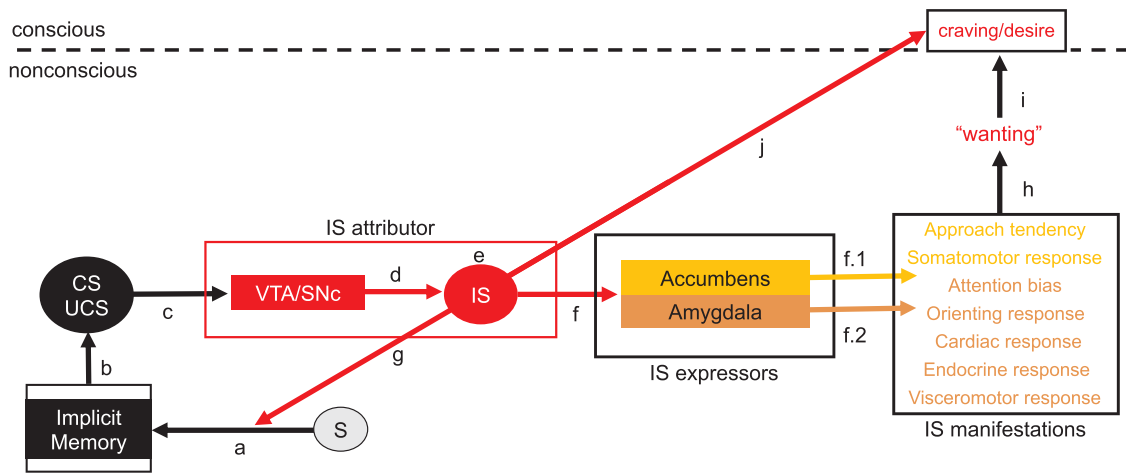 conscious
nonconscious
craving/desire
i
“wanting”
h
j
IS attributor
e
CS
UCS
c
VTA/SNc
d
IS
f
g
Accumbens
Amygdala
IS expressors
f.1
f.2
Approach tendency
Somatomotor response
Attention bias
Orienting response
Cardiac response
Endocrine response
Visceromotor response
IS manifestations
b
Implicit
Memory
a
S